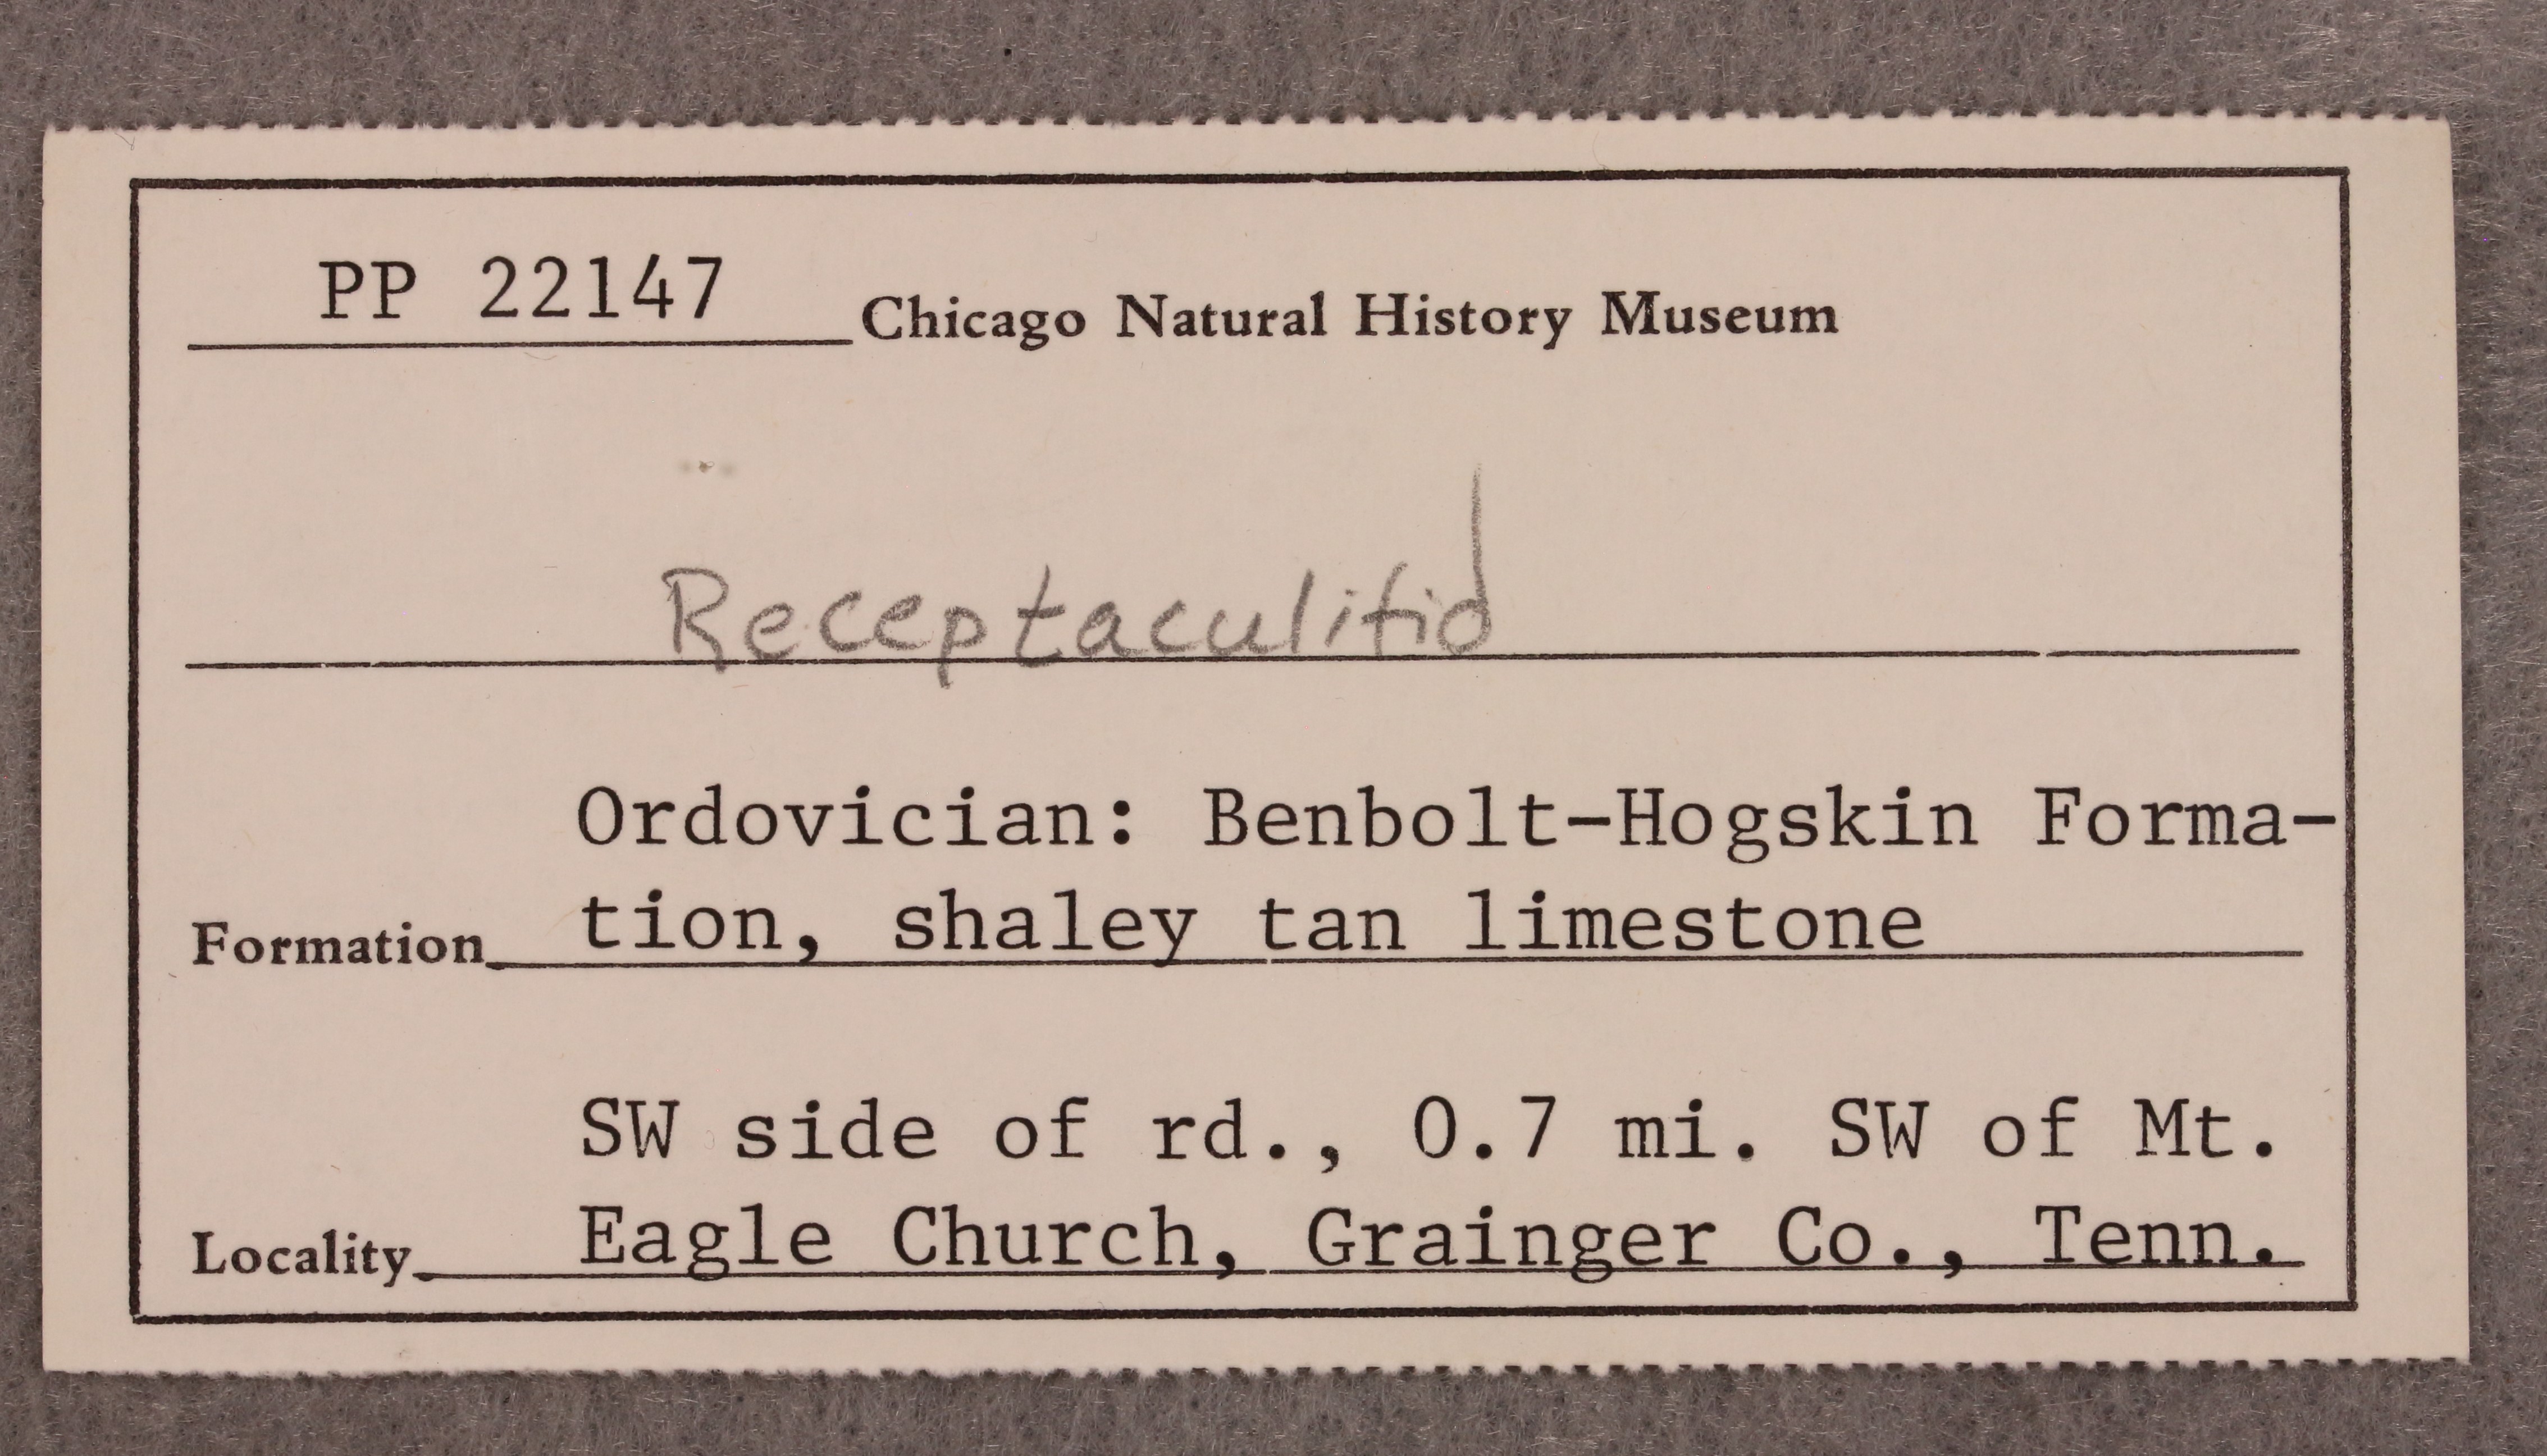 PP 22147 Chicago Natural History Museum
Receptaculitid
Ordovician: Benbolt-Hogskin Forma-
Formation tion, shaley tan limestone
SW side of rd., 0.7 mi. SW of Mt.
Locality Eagle Church, Grainger Co., Tenn.